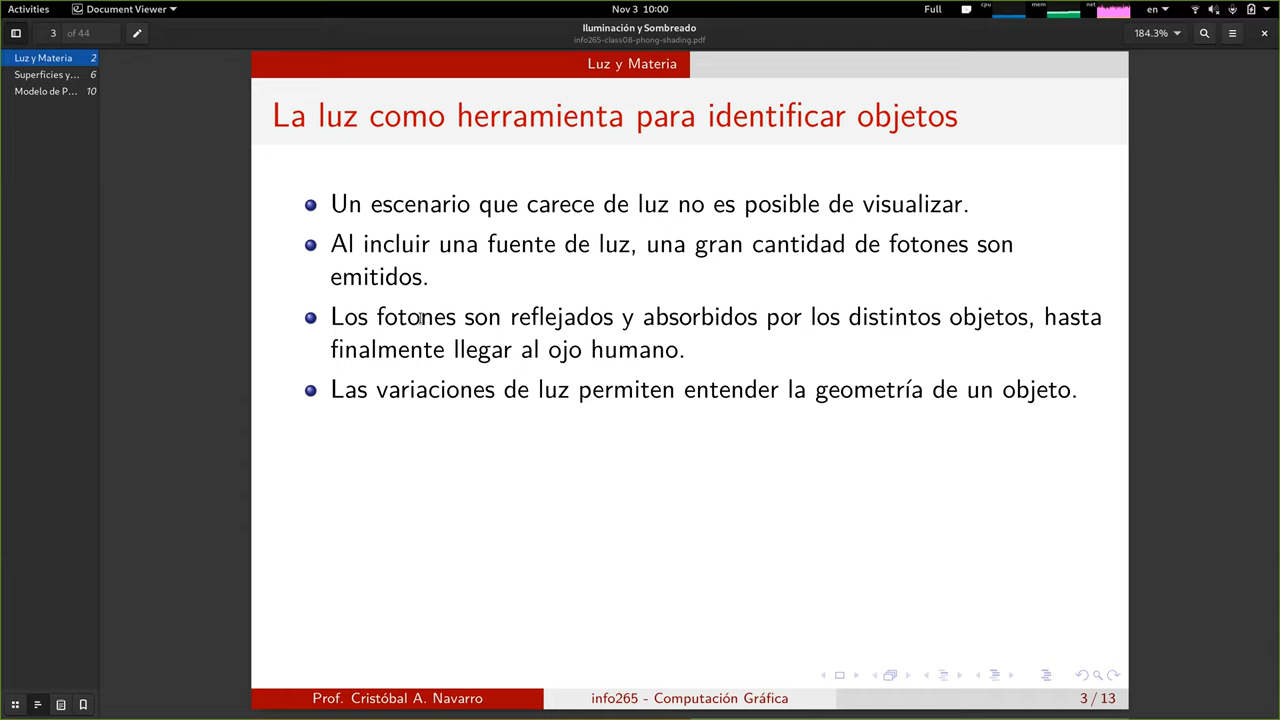 Activities
Document Viewer
Nov 3 10:00
Full
cpu
mem
net
en
3 of 44
Iluminación y Sombreado
info265-class08-phong-shading.pdf
184.3%
Luz y Materia 2
Superficies y... 6
Modelo de P... 10
Luz y Materia
La luz como herramienta para identificar objetos
Un escenario que carece de luz no es posible de visualizar.
Al incluir una fuente de luz, una gran cantidad de fotones son
emitidos.
Los fotones son reflejados y absorbidos por los distintos objetos, hasta
finalmente llegar al ojo humano.
Las variaciones de luz permiten entender la geometría de un objeto.
Prof. Cristóbal A. Navarro
info265 - Computación Gráfica
3 / 13